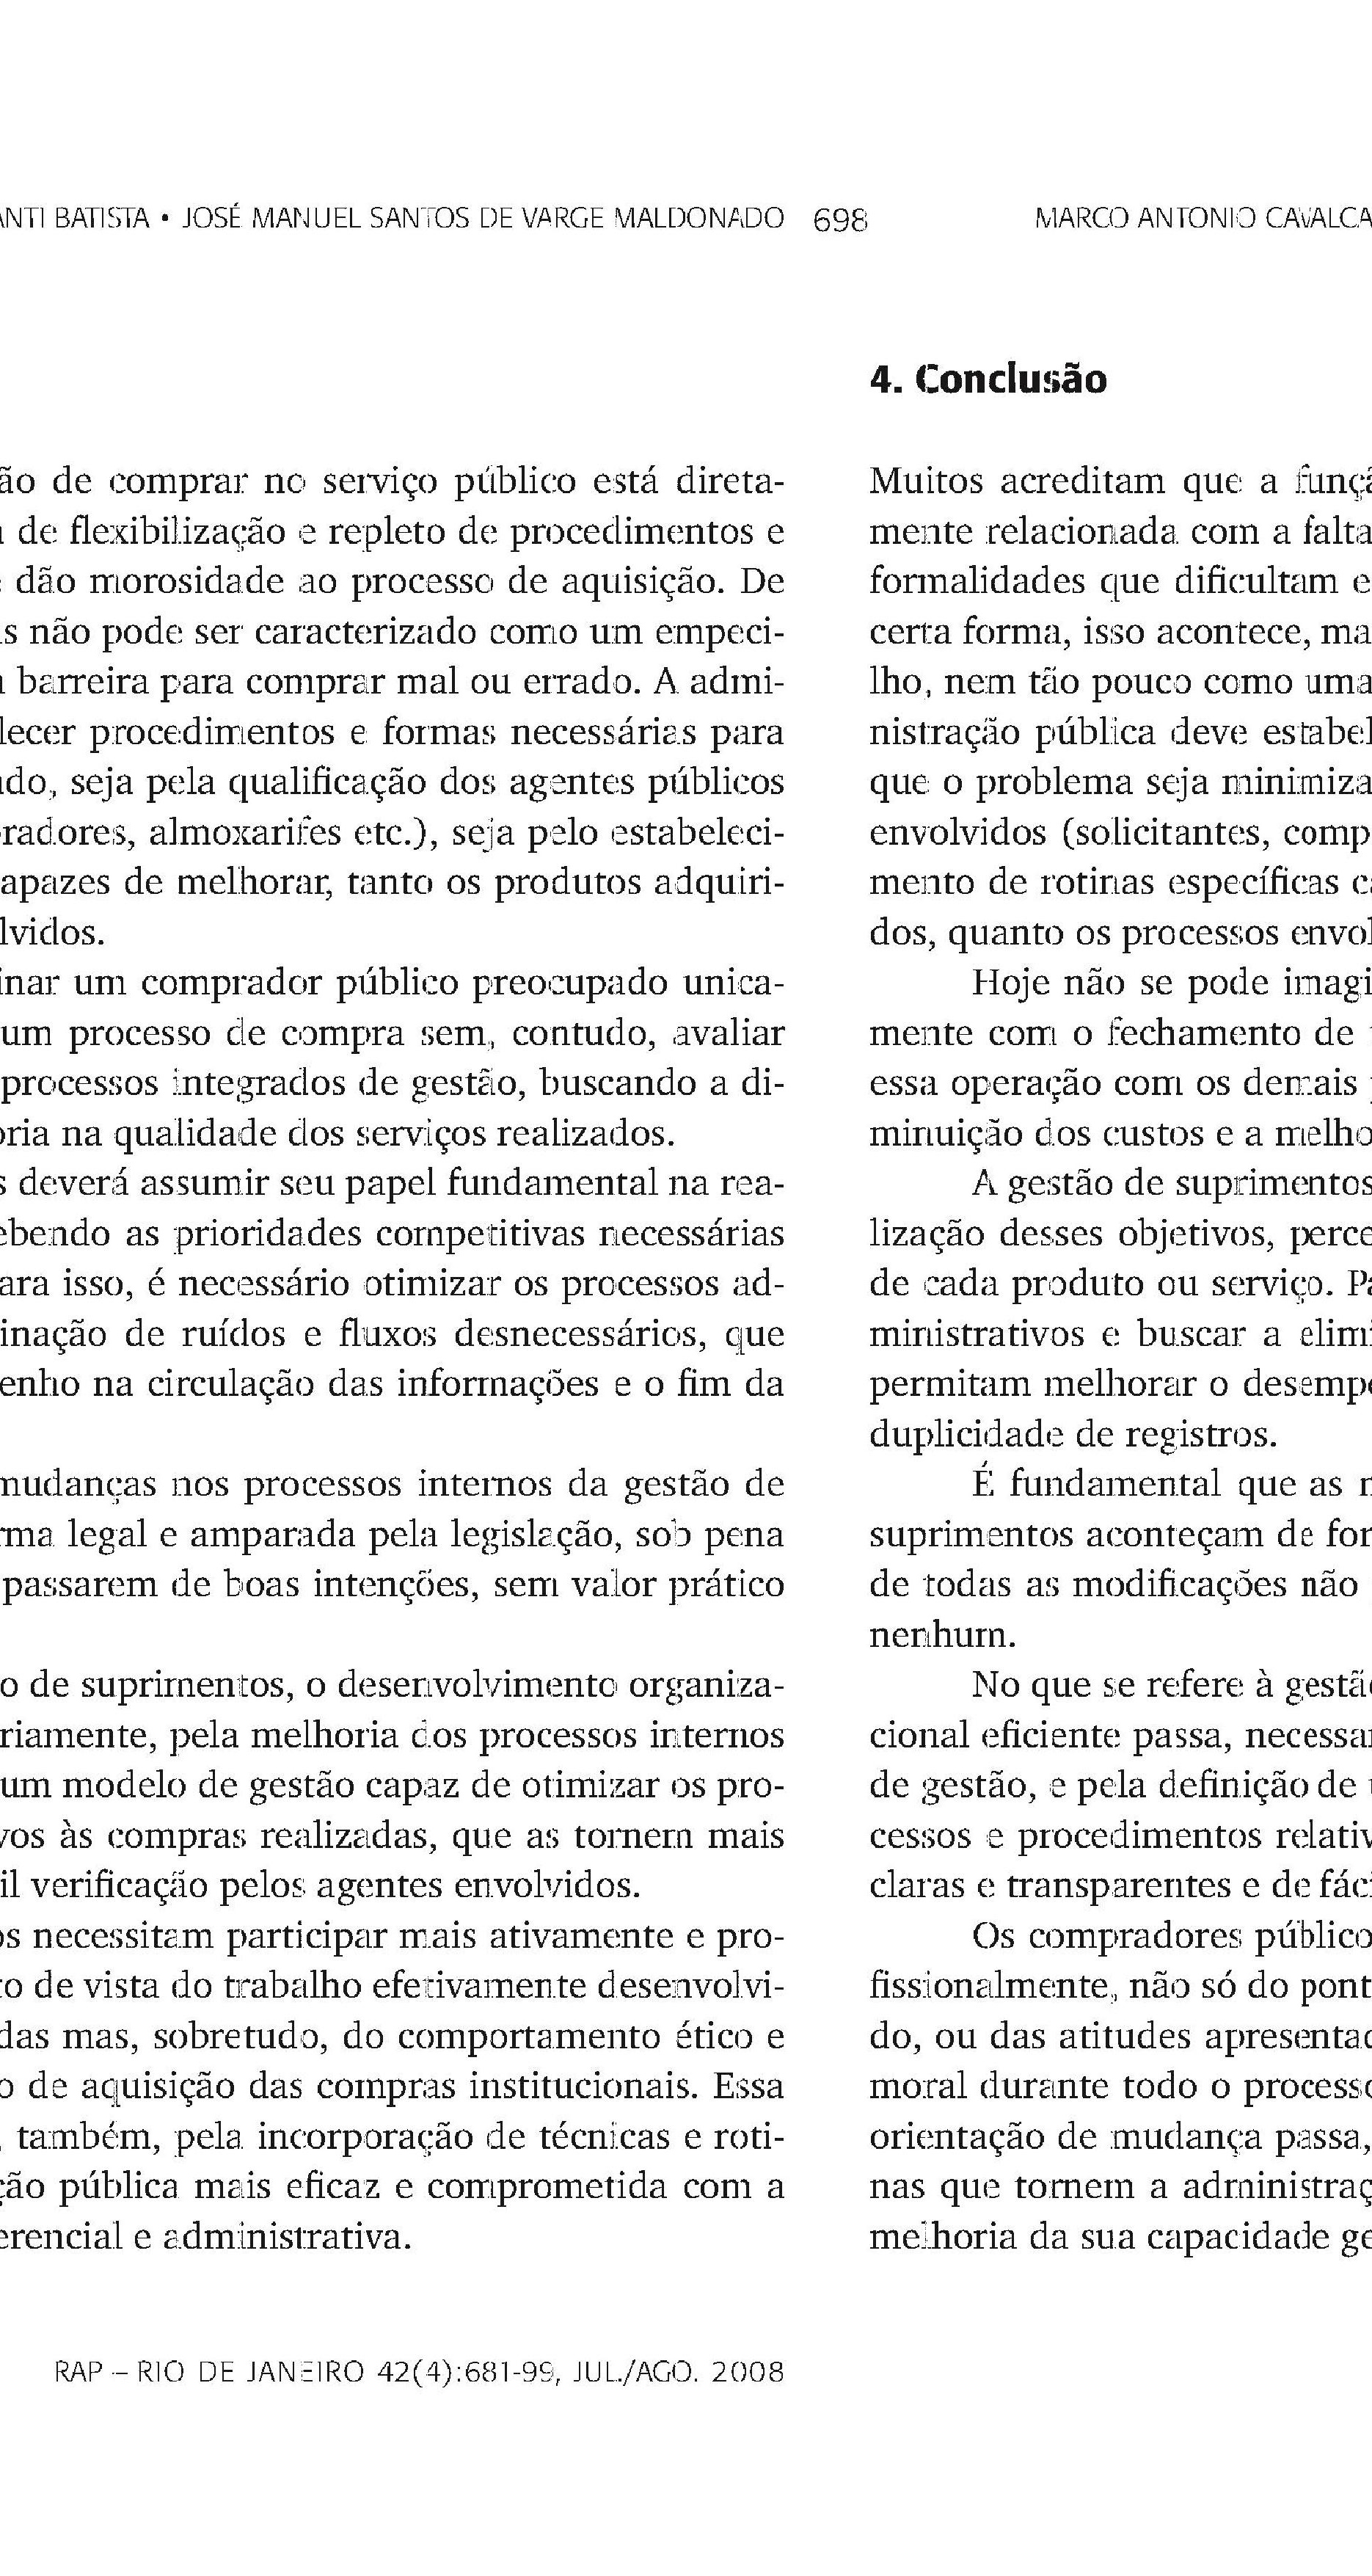 ANTI BATISTA • JOSÉ MANUEL SANTOS DE VARGE MALDONADO
ão de comprar no serviço público está direta-
de flexibilização e repleto de procedimentos e
dão morosidade ao processo de aquisição. De
s não pode ser caracterizado como um empeci-
barreira para comprar mal ou errado. A admi-
lecer procedimentos e formas necessárias para
do, seja pela qualificação dos agentes públicos
radores, almoxarifes etc.), seja pelo estabeleci-
apazes de melhorar, tanto os produtos adquiri-
lvidos.
inar um comprador público preocupado unica-
um processo de compra sem, contudo, avaliar
processos integrados de gestão, buscando a di-
oria na qualidade dos serviços realizados.
s deverá assumir seu papel fundamental na rea-
ebendo as prioridades competitivas necessárias
ara isso, é necessário otimizar os processos ad-
inação de ruídos e fluxos desnecessários, que
enho na circulação das informações e o fim da
mudanças nos processos internos da gestão de
rma legal e amparada pela legislação, sob pena
passarem de boas intenções, sem valor prático
o de suprimentos, o desenvolvimento organiza-
riamente, pela melhoria dos processos internos
um modelo de gestão capaz de otimizar os pro-
vos às compras realizadas, que as tornem mais
il verificação pelos agentes envolvidos.
os necessitam participar mais ativamente e pro-
to de vista do trabalho efetivamente desenvolvi-
das mas, sobretudo, do comportamento ético e
o de aquisição das compras institucionais. Essa
, também, pela incorporação de técnicas e roti-
ção pública mais eficaz e comprometida com a
erencial e administrativa.
RAP – RIO DE JANEIRO 42(4):681-99, JUL./AGO. 2008
698 MARCO ANTONIO CAVALCA
4. Conclusão
Muitos acreditam que a funçã
mente relacionada com a falta
formalidades que dificultam e
certa forma, isso acontece, ma
lho, nem tão pouco como uma
nistração pública deve estabel
que o problema seja minimiza
envolvidos (solicitantes, comp
mento de rotinas específicas ca
dos, quanto os processos envol
Hoje não se pode imagi
mente com o fechamento de
essa operação com os demais
minuição dos custos e a melho
A gestão de suprimentos
lização desses objetivos, perce
de cada produto ou serviço. Pa
ministrativos e buscar a elimi
permitam melhorar o desempe
duplicidade de registros.
É fundamental que as
suprimentos aconteçam de for
de todas as modificações não
nenhum.
No que se refere à gestã
cional eficiente passa, necessa
de gestão, e pela definição de
cessos e procedimentos relativ
claras e transparentes e de fáci
Os compradores público
fissionalmente, não só do pont
do, ou das atitudes apresentad
moral durante todo o processo
orientação de mudança passa,
nas que tornem a administraç
melhoria da sua capacidade ge